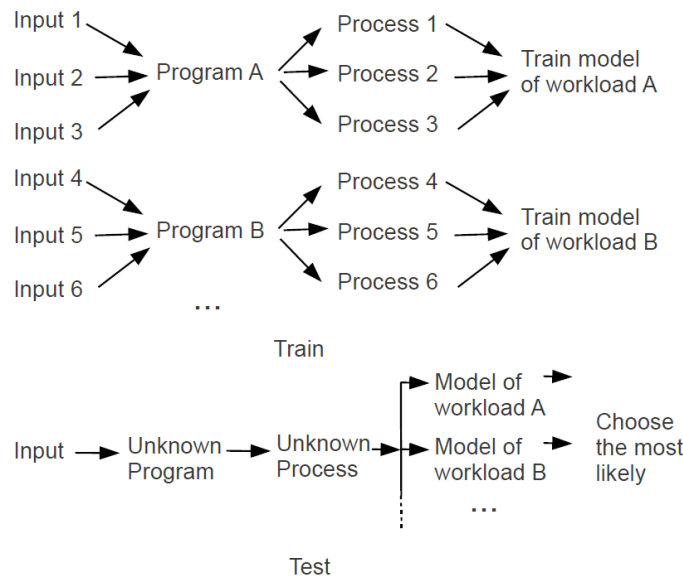 Input 1
Process 1
Input 2
Program A
Process 2
Train model
of workload A
Input 3
Process 3
Input 4
Process 4
Input 5
Program B
Process 5
Train model
of workload B
Input 6
Process 6
...
Train
Model of
workload A
Input
Unknown
Program
Unknown
Process
Model of
workload B
Choose
the most
likely
...
Test